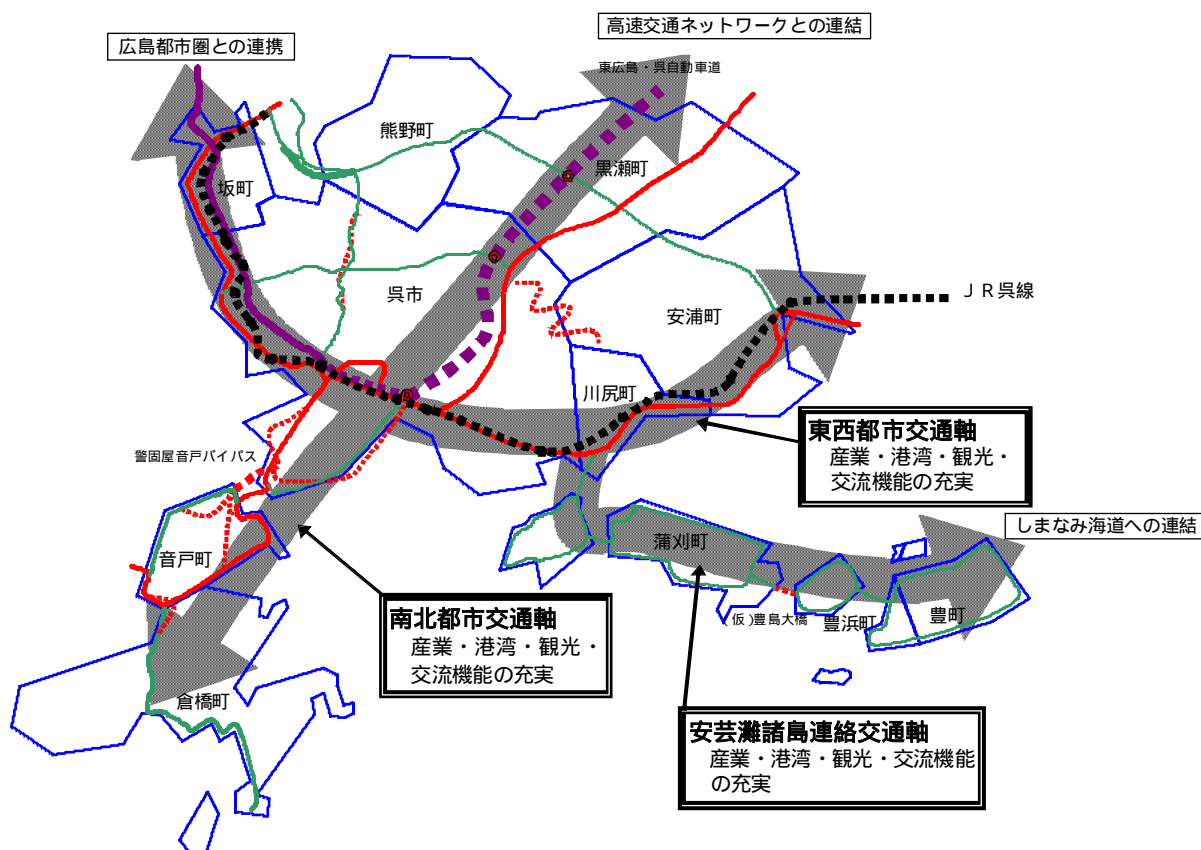 高速交通ネットワークとの連結
広島都市圏との連携
東広島・呉自動車道
熊野町
黒瀬町
坂町
呉市
ＪＲ呉線
安浦町
川尻町
東西都市交通軸
産業・港湾・観光・
交流機能の充実
警固屋音戸バイパス
しまなみ海道への連結
蒲刈町
音戸町
南北都市交通軸
産業・港湾・観光・
交流機能の充実
(仮)豊島大橋
豊浜町
豊町
倉橋町
安芸灘諸島連絡交通軸
産業・港湾・観光・交流機能
の充実